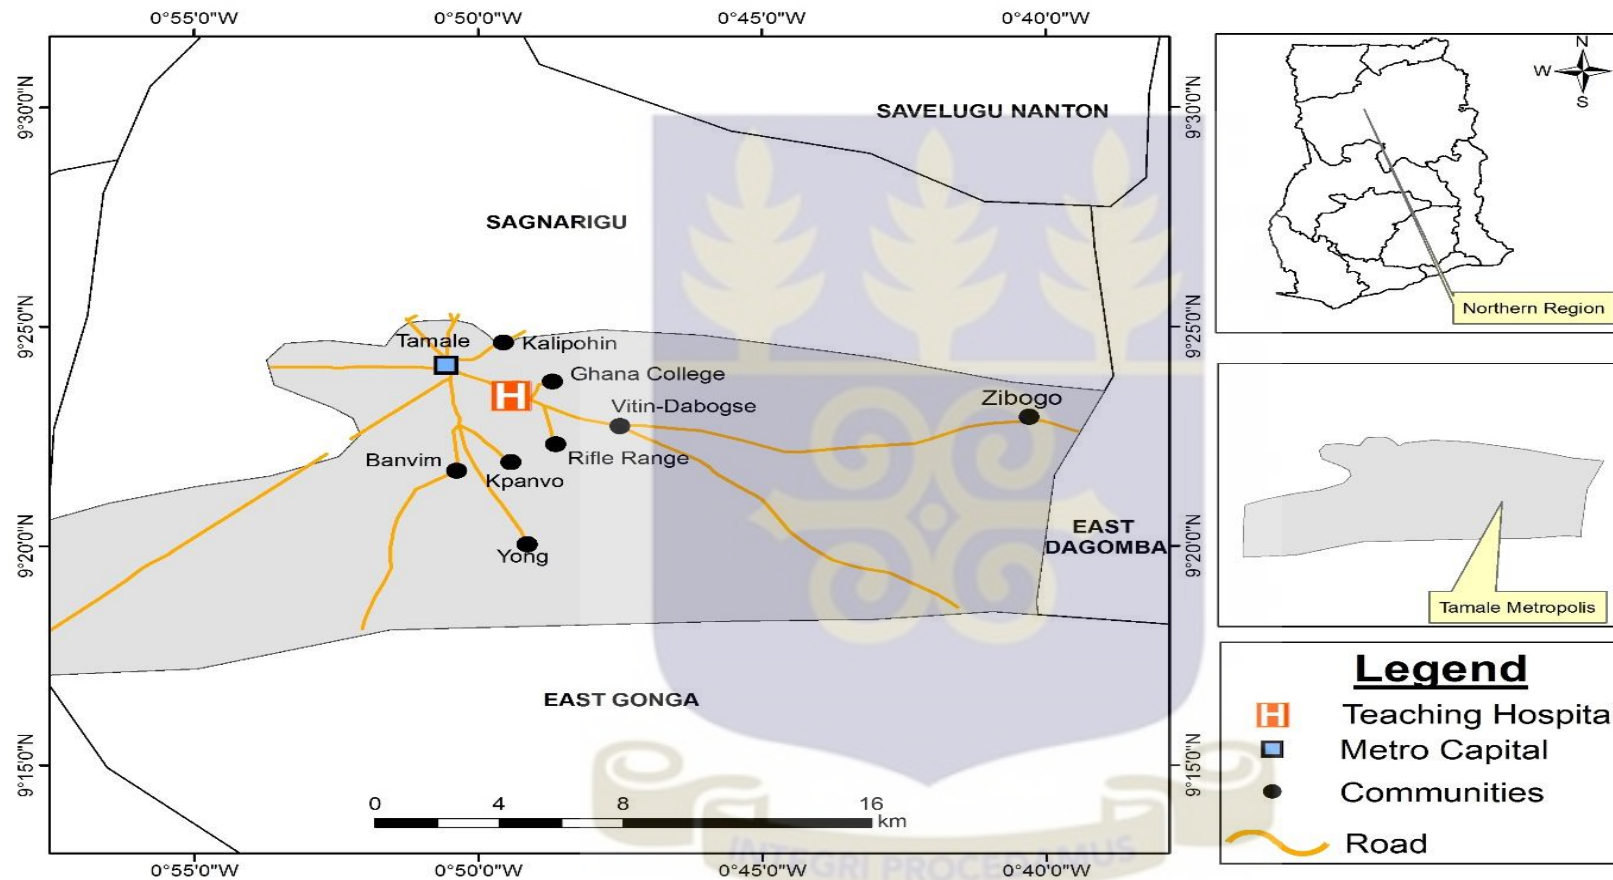 0°55'0"W 0°50'0"W 0°45'0"W 0°40'0"W
9°30'0"N
9°25'0"N
9°20'0"N
9°15'0"N
SAVELUGU NANTON
SAGNARIGU
Tamale
Kalipohin
Ghana College
Vitin-Dabogse
Zibogo
Banvim
Rifle Range
Kpanvo
Yong
EAST
DAGOMBA
EAST GONGA
0 4 8 16
km
INTEGRI PROCEDAMUS
9°30'0"N
9°25'0"N
9°20'0"N
9°15'0"N
0°55'0"W 0°50'0"W 0°45'0"W 0°40'0"W
N
W
S
Northern Region
Tamale Metropolis
Legend
H Teaching Hospita
Metro Capital
Communities
Road
H